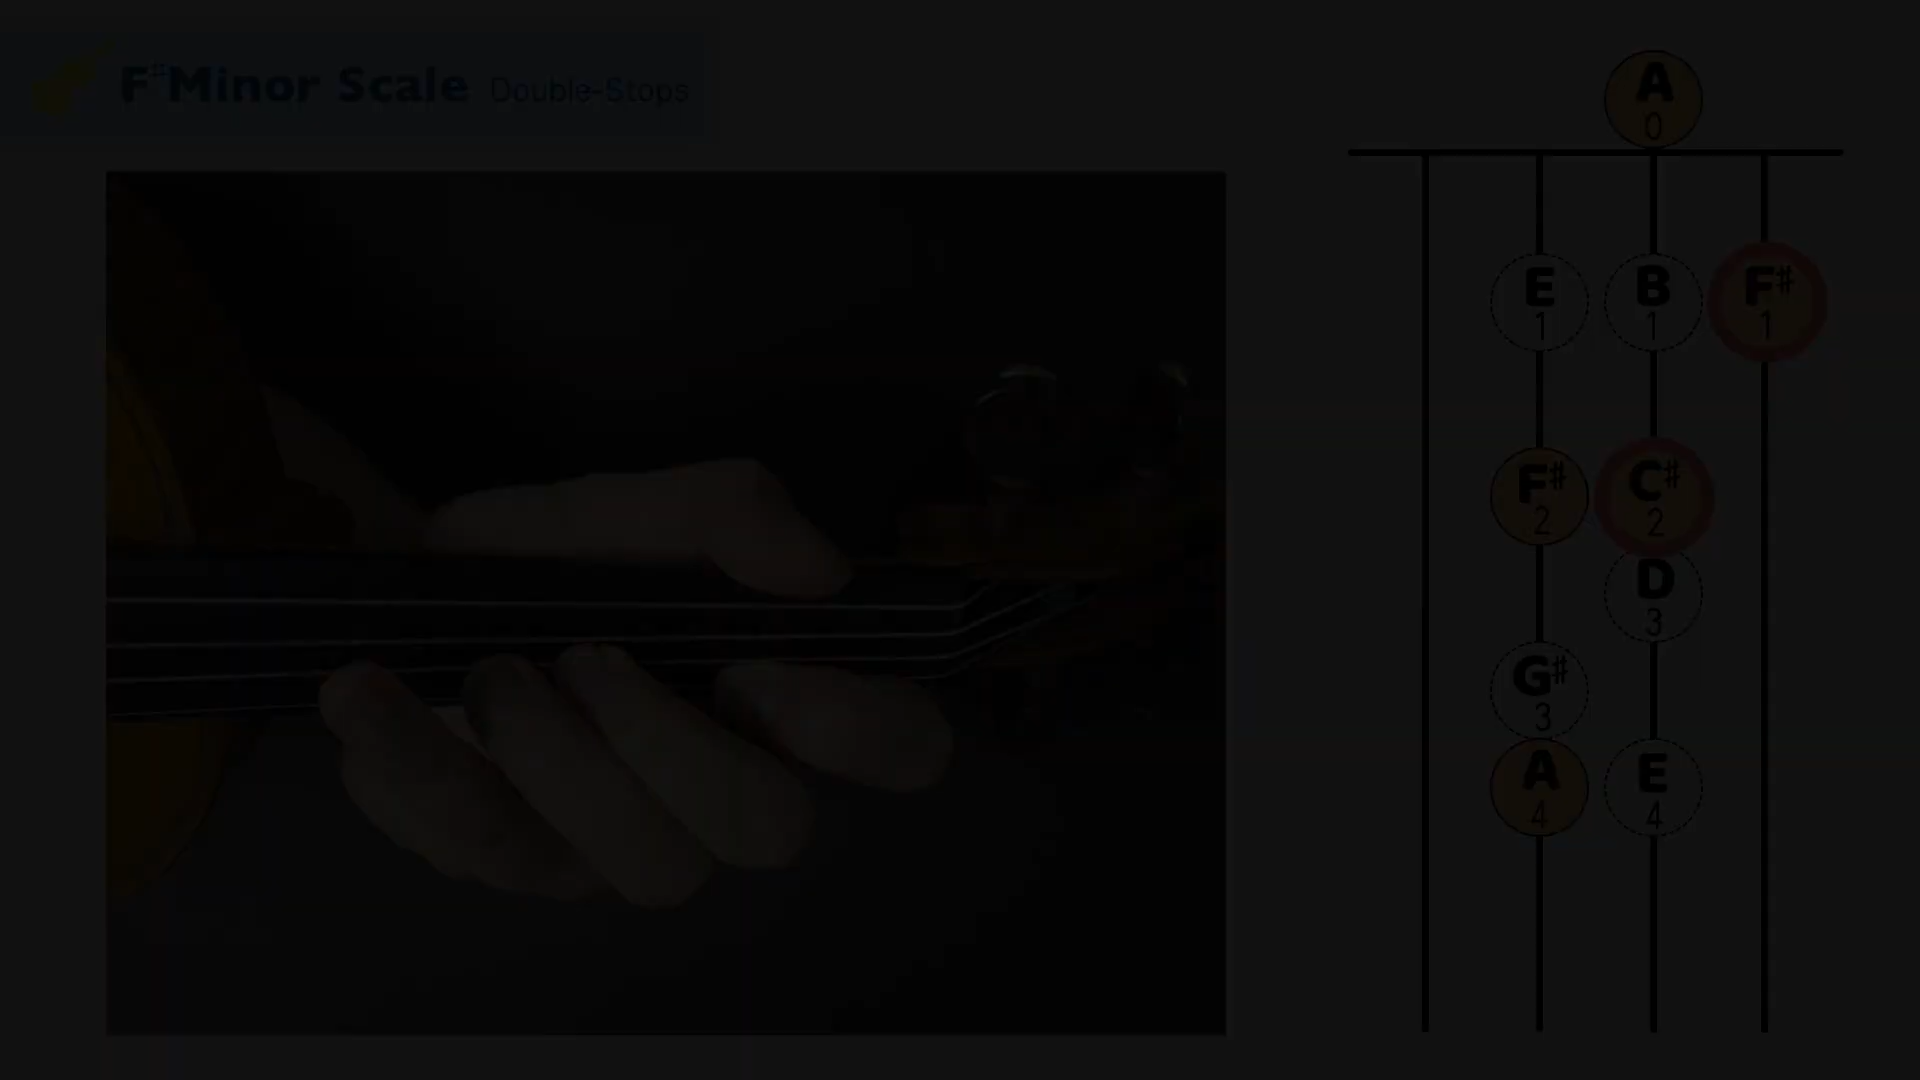 F♯ Minor Scale Double-Stops
A
0
E B F♯
1 1 1
F♯ C♯
2 2
D
3
G♯
3
A E
4 4